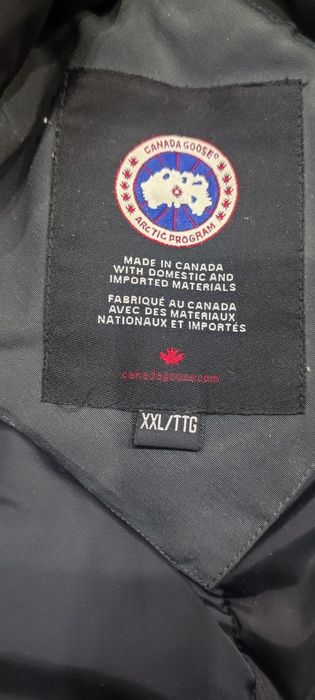 CANADA GOOSE®
ARCTIC PROGRAM
MADE IN CANADA
WITH DOMESTIC AND
IMPORTED MATERIALS
FABRIQUÉ AU CANADA
AVEC DES MATERIAUX
NATIONAUX ET IMPORTÉS
canadagoose.com
XXL/TTG